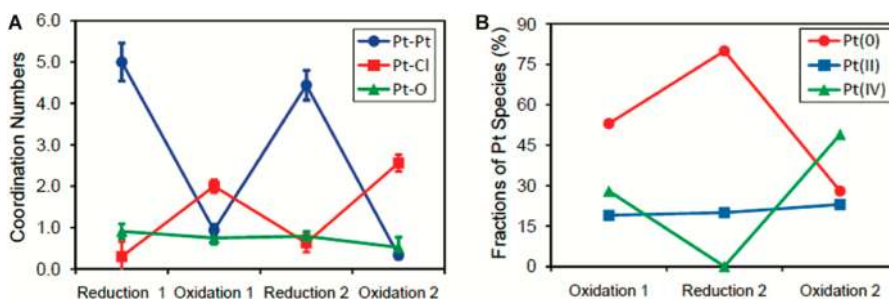 A
Coordination Numbers
6.0
5.0
4.0
3.0
2.0
1.0
0.0
Pt-Pt
Pt-Cl
Pt-O
Reduction 1 Oxidation 1 Reduction 2 Oxidation 2
B
Fractions of Pt Species (%)
90
75
60
45
30
15
0
Pt(0)
Pt(II)
Pt(IV)
Oxidation 1 Reduction 2 Oxidation 2